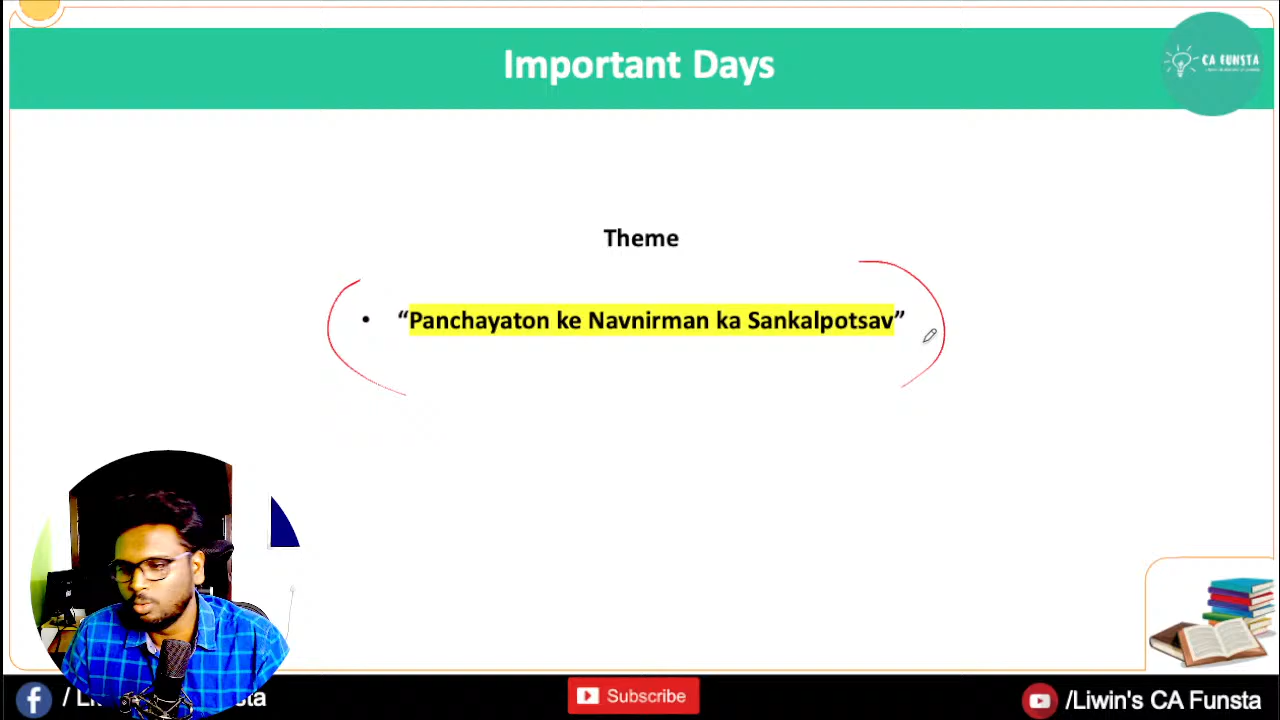 Important Days
CA FUNSTA
Theme
• “Panchayaton ke Navnirman ka Sankalpotsav”
Subscribe
/Liwin's CA Funsta